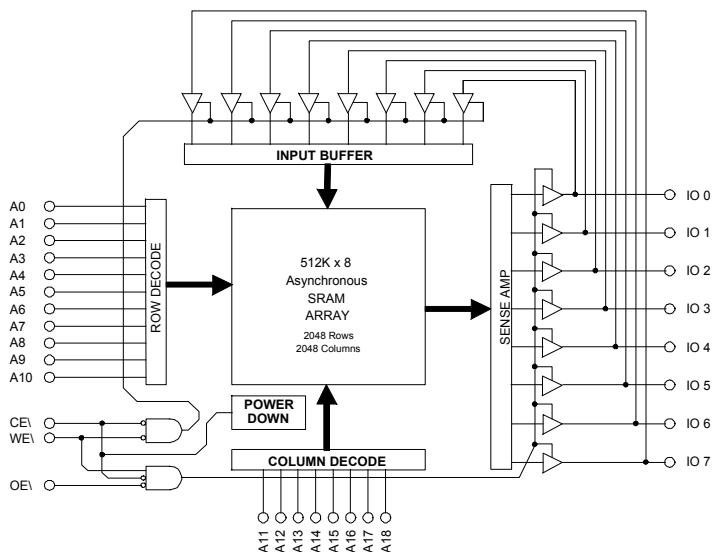 INPUT BUFFER
A0
A1
A2
A3
A4
A5
A6
A7
A8
A9
A10
ROW DECODE
512K x 8
Asynchronous
SRAM
ARRAY
2048 Rows
2048 Columns
SENSE AMP
IO 0
IO 1
IO 2
IO 3
IO 4
IO 5
IO 6
IO 7
CE\
WE\
OE\
POWER
DOWN
COLUMN DECODE
A11
A12
A13
A14
A15
A16
A17
A18